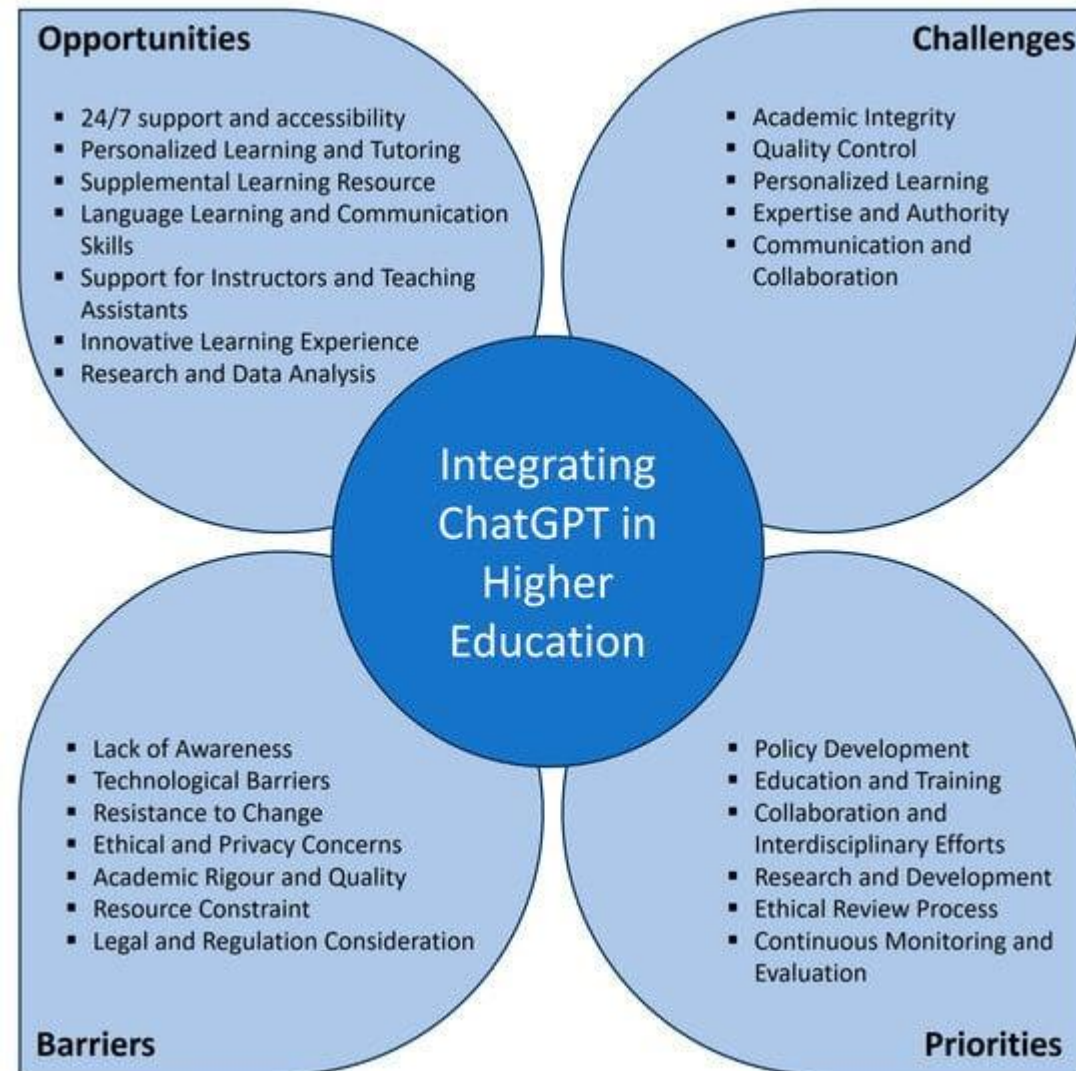 Opportunities
▪ 24/7 support and accessibility
▪ Personalized Learning and Tutoring
▪ Supplemental Learning Resource
▪ Language Learning and Communication
Skills
▪ Support for Instructors and Teaching
Assistants
▪ Innovative Learning Experience
▪ Research and Data Analysis
Challenges
▪ Academic Integrity
▪ Quality Control
▪ Personalized Learning
▪ Expertise and Authority
▪ Communication and
Collaboration
Integrating
ChatGPT in
Higher
Education
▪ Lack of Awareness
▪ Technological Barriers
▪ Resistance to Change
▪ Ethical and Privacy Concerns
▪ Academic Rigour and Quality
▪ Resource Constraint
▪ Legal and Regulation Consideration
Barriers
▪ Policy Development
▪ Education and Training
▪ Collaboration and
Interdisciplinary Efforts
▪ Research and Development
▪ Ethical Review Process
▪ Continuous Monitoring and
Evaluation
Priorities